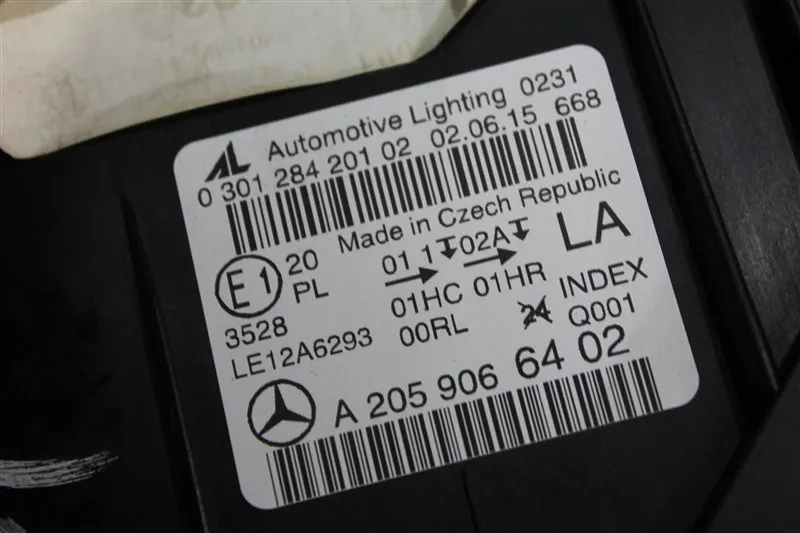 AL Automotive Lighting 0231
0 301 284 201 02 02.06.15 668
Made in Czech Republic
E1 20 PL 01 1 02A LA
01HC 01HR
3528 00RL 24 INDEX
LE12A6293 Q001
A 205 906 64 02